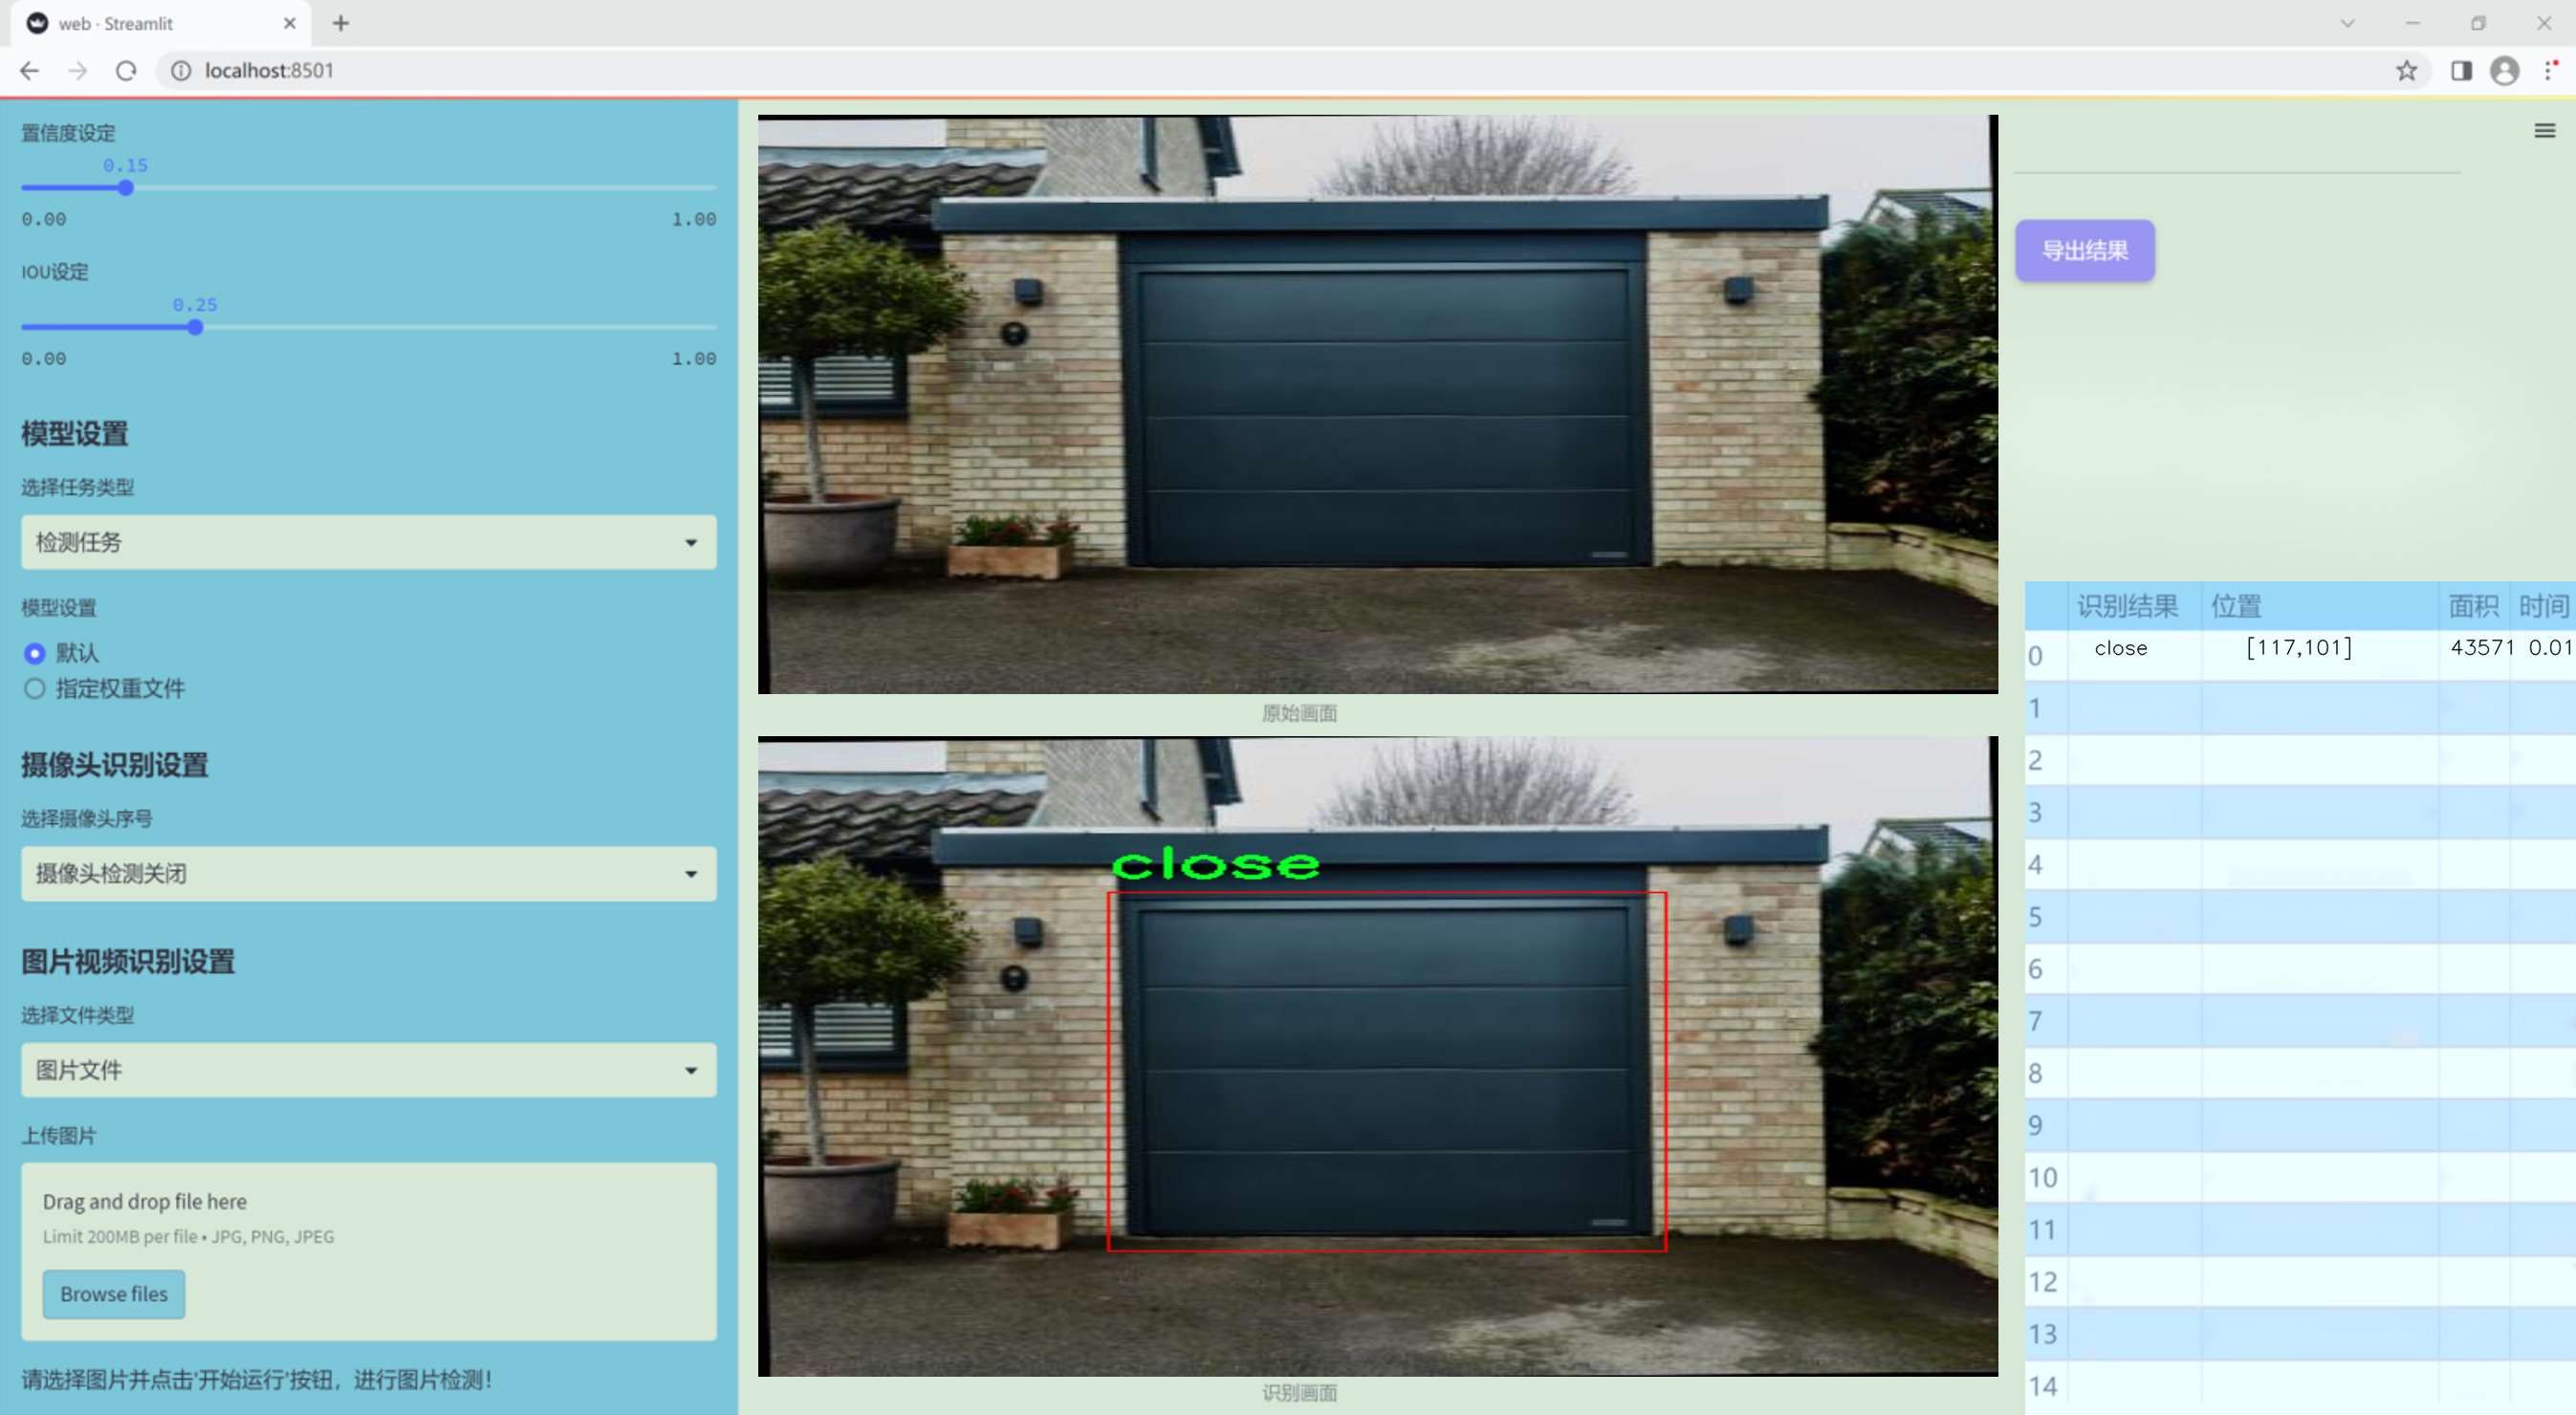 web · Streamlit
localhost:8501
置信度设定
0.15
0.00 1.00
IOU设定
0.25
0.00 1.00
模型设置
选择任务类型
检测任务
模型设置
默认
指定权重文件
摄像头识别设置
选择摄像头序号
摄像头检测关闭
图片视频识别设置
选择文件类型
图片文件
上传图片
Drag and drop file here
Limit 200MB per file • JPG, PNG, JPEG
Browse files
请选择图片并点击'开始运行'按钮，进行图片检测！
原始画面
close
识别画面
导出结果
识别结果 位置 面积 时间
0 close [117,101] 43571 0.01
1
2
3
4
5
6
7
8
9
10
11
12
13
14